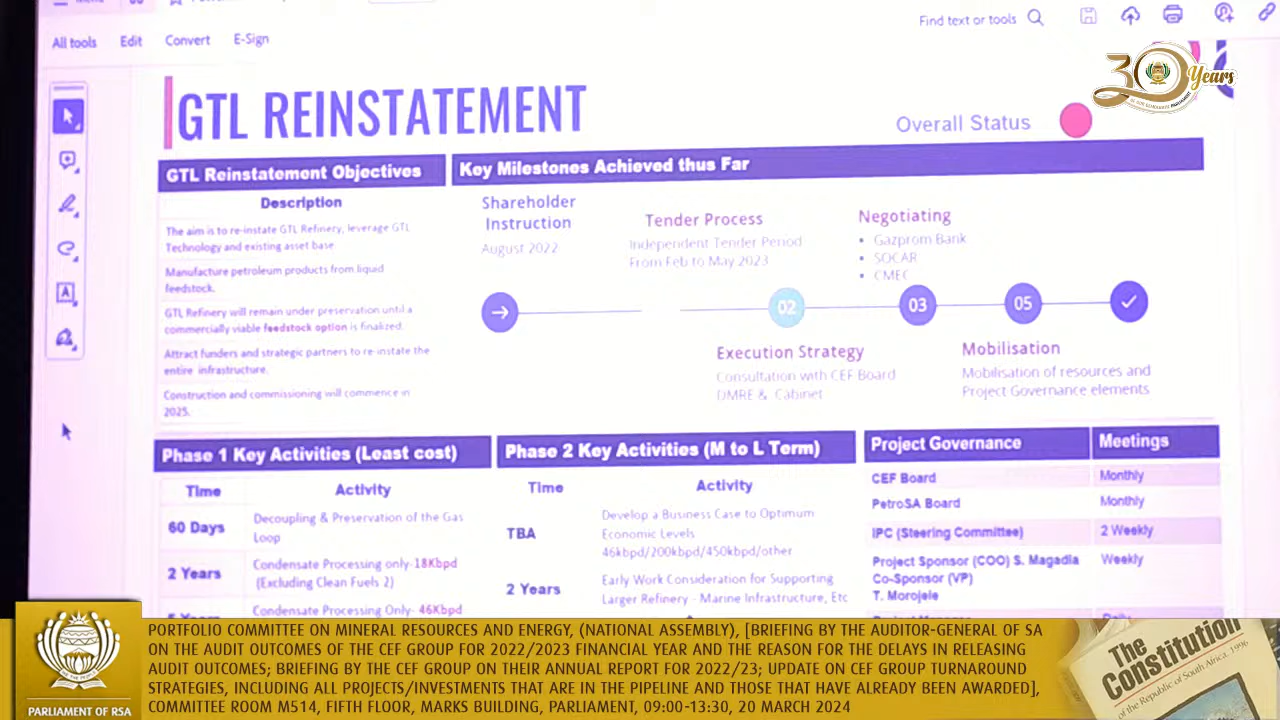 Find text or tools
All tools
Edit
Convert
E-Sign
30 Years
GTL REINSTATEMENT
Overall Status
GTL Reinstatement Objectives
Key Milestones Achieved thus Far
Description
The aim is to re-instate GTL Refinery, leverage GTL
Technology and existing asset base
Manufacture petroleum products from liquid
feedstock.
GTL Refinery will remain under preservation until a
commercially viable feedstock option is finalized.
Attract funders and strategic partners to re-instate the
entire infrastructure.
Construction and commissioning will commence in
2025.
Shareholder
Instruction
August 2022
Tender Process
Independent Tender Period
From Feb to May 2023
Negotiating
• Gazprom Bank
• SOCAR
• CMEC
02
03
05
Execution Strategy
Consultation with CEF Board
DMRE & Cabinet
Mobilisation
Mobilisation of resources and
Project Governance elements
Phase 1 Key Activities (Least cost)
Time
Activity
60 Days
Decoupling & Preservation of the Gas
Loop
2 Years
Condensate Processing only-18Kbpd
(Excluding Clean Fuels 2)
5 Years
Condensate Processing Only- 46Kbpd
Phase 2 Key Activities (M to L Term)
Time
Activity
TBA
Develop a Business Case to Optimum
Economic Levels
46kbpd/200kbpd/450kbpd/other
2 Years
Early Work Consideration for Supporting
Larger Refinery - Marine Infrastructure, Etc
Project Governance
Meetings
CEF Board
Monthly
PetroSA Board
Monthly
IPC (Steering Committee)
2 Weekly
Project Sponsor (COO) S. Magadla
Co-Sponsor (VP)
T. Morojele
Weekly
Daily
PORTFOLIO COMMITTEE ON MINERAL RESOURCES AND ENERGY, (NATIONAL ASSEMBLY), [BRIEFING BY THE AUDITOR-GENERAL OF SA
ON THE AUDIT OUTCOMES OF THE CEF GROUP FOR 2022/2023 FINANCIAL YEAR AND THE REASON FOR THE DELAYS IN RELEASING
AUDIT OUTCOMES; BRIEFING BY THE CEF GROUP ON THEIR ANNUAL REPORT FOR 2022/23; UPDATE ON CEF GROUP TURNAROUND
STRATEGIES, INCLUDING ALL PROJECTS/INVESTMENTS THAT ARE IN THE PIPELINE AND THOSE THAT HAVE ALREADY BEEN AWARDED],
COMMITTEE ROOM M514, FIFTH FLOOR, MARKS BUILDING, PARLIAMENT, 09:00-13:30, 20 MARCH 2024
PARLIAMENT OF RSA
The
Constitution
of the Republic of South Africa, 1996